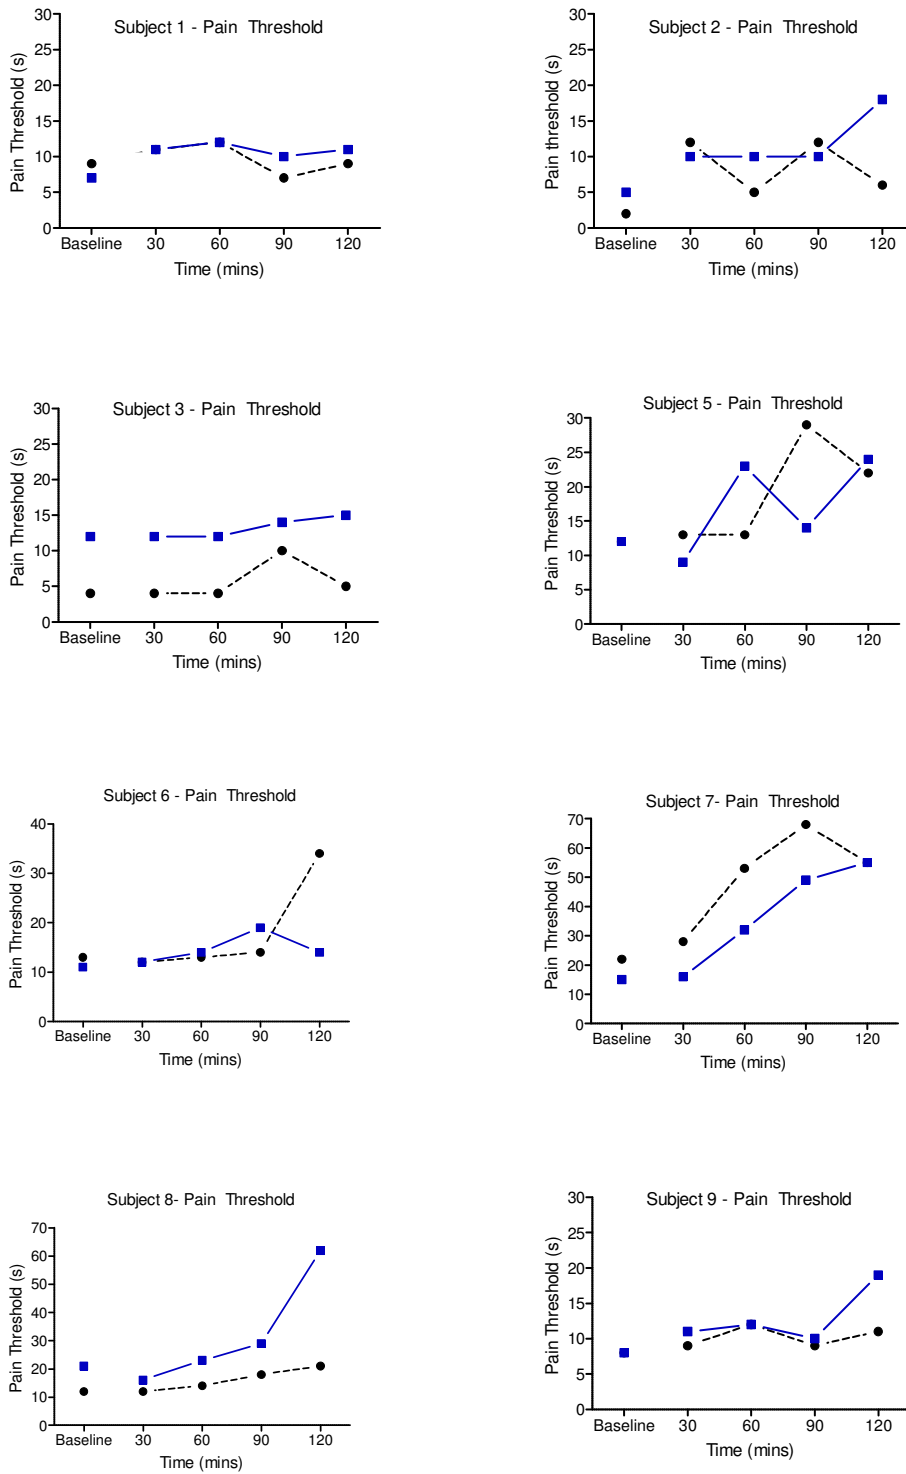 Subject 1 - Pain Threshold
Pain Threshold (s)
30
25
20
15
10
5
0
Baseline 30 60 90 120
Time (mins)
Subject 2 - Pain Threshold
Pain threshold (s)
30
25
20
15
10
5
0
Baseline 30 60 90 120
Time (mins)
Subject 3 - Pain Threshold
Pain Threshold (s)
30
25
20
15
10
5
0
Baseline 30 60 90 120
Time (mins)
Subject 5 - Pain Threshold
Pain Threshold (s)
30
25
20
15
10
5
0
Baseline 30 60 90 120
Time (mins)
Subject 6 - Pain Threshold
Pain Threshold (s)
40
30
20
10
0
Baseline 30 60 90 120
Time (mins)
Subject 7- Pain Threshold
Pain Threshold (s)
70
60
50
40
30
20
10
0
Baseline 30 60 90 120
Time (mins)
Subject 8- Pain Threshold
Pain Threshold (s)
70
60
50
40
30
20
10
0
Baseline 30 60 90 120
Time (mins)
Subject 9 - Pain Threshold
Pain Threshold (s)
30
25
20
15
10
5
0
Baseline 30 60 90 120
Time (mins)